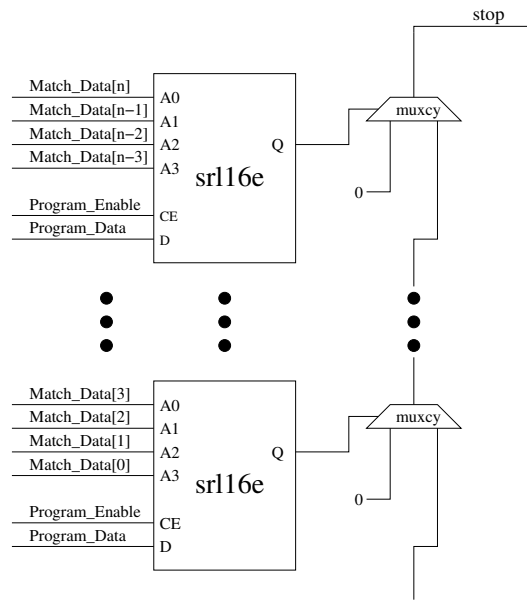 stop
Match_Data[n]
A0
Match_Data[n−1]
A1
Match_Data[n−2]
A2
Match_Data[n−3]
A3
Q
srl16e
muxcy
0
Program_Enable
CE
Program_Data
D
Match_Data[3]
A0
Match_Data[2]
A1
Match_Data[1]
A2
Match_Data[0]
A3
Q
srl16e
muxcy
0
Program_Enable
CE
Program_Data
D